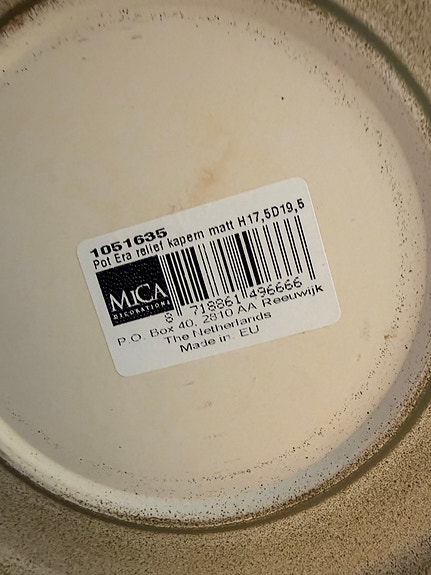 1051635
Pot Era relief kapern matt H17,5D19,5
MiCA
DECORATIONS
8 718861 496666
P.O. Box 40, 2810 AA Reeuwijk
The Netherlands
Made in EU